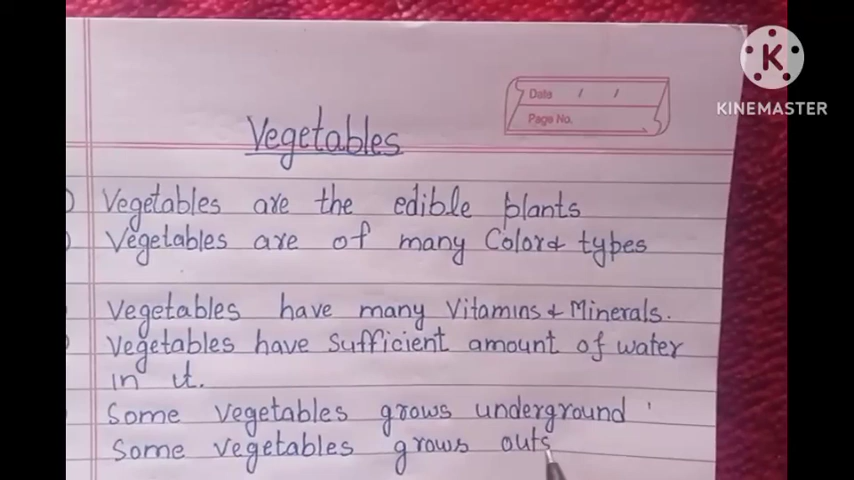 KINEMASTER
Date / /
Page No.
Vegetables
Vegetables are the edible plants
Vegetables are of many Color & types
Vegetables have many Vitamins & Minerals.
Vegetables have sufficient amount of water
in it.
Some vegetables grows underground
Some vegetables grows outs